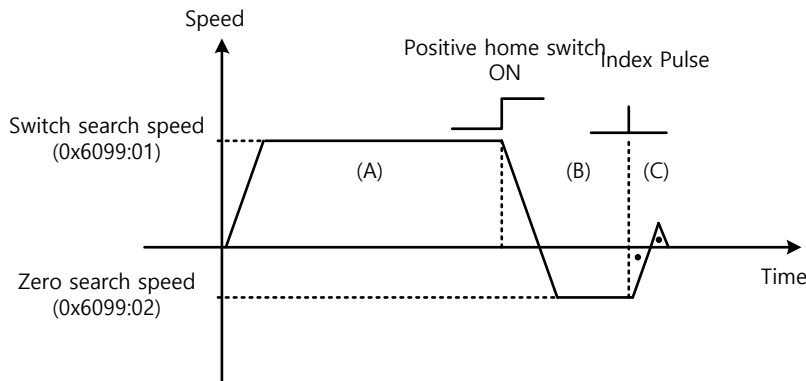 Speed
Positive home switch
ON
Index Pulse
Switch search speed
(0x6099:01)
(A)
(B)
(C)
Zero search speed
(0x6099:02)
Time